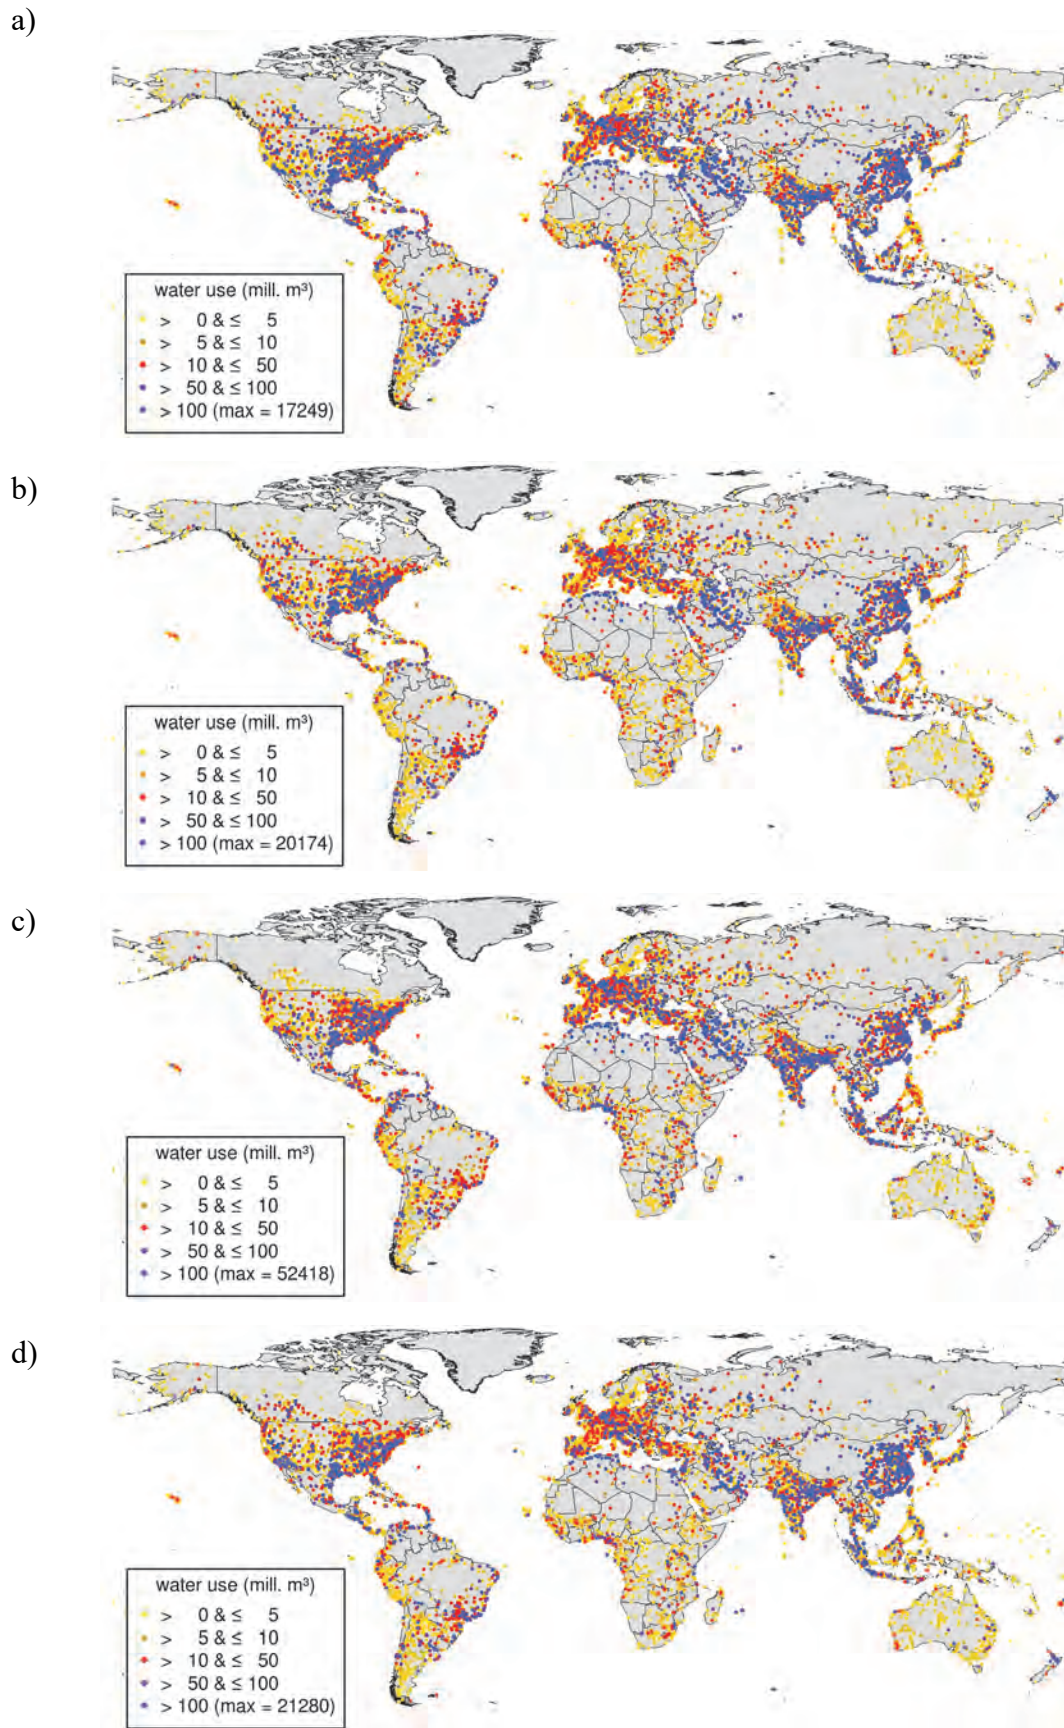 a)
water use (mill. m³)
> 0 & ≤ 5
> 5 & ≤ 10
> 10 & ≤ 50
> 50 & ≤ 100
> 100 (max = 17249)
b)
water use (mill. m³)
> 0 & ≤ 5
> 5 & ≤ 10
> 10 & ≤ 50
> 50 & ≤ 100
> 100 (max = 20174)
c)
water use (mill. m³)
> 0 & ≤ 5
> 5 & ≤ 10
> 10 & ≤ 50
> 50 & ≤ 100
> 100 (max = 52418)
d)
water use (mill. m³)
> 0 & ≤ 5
> 5 & ≤ 10
> 10 & ≤ 50
> 50 & ≤ 100
> 100 (max = 21280)